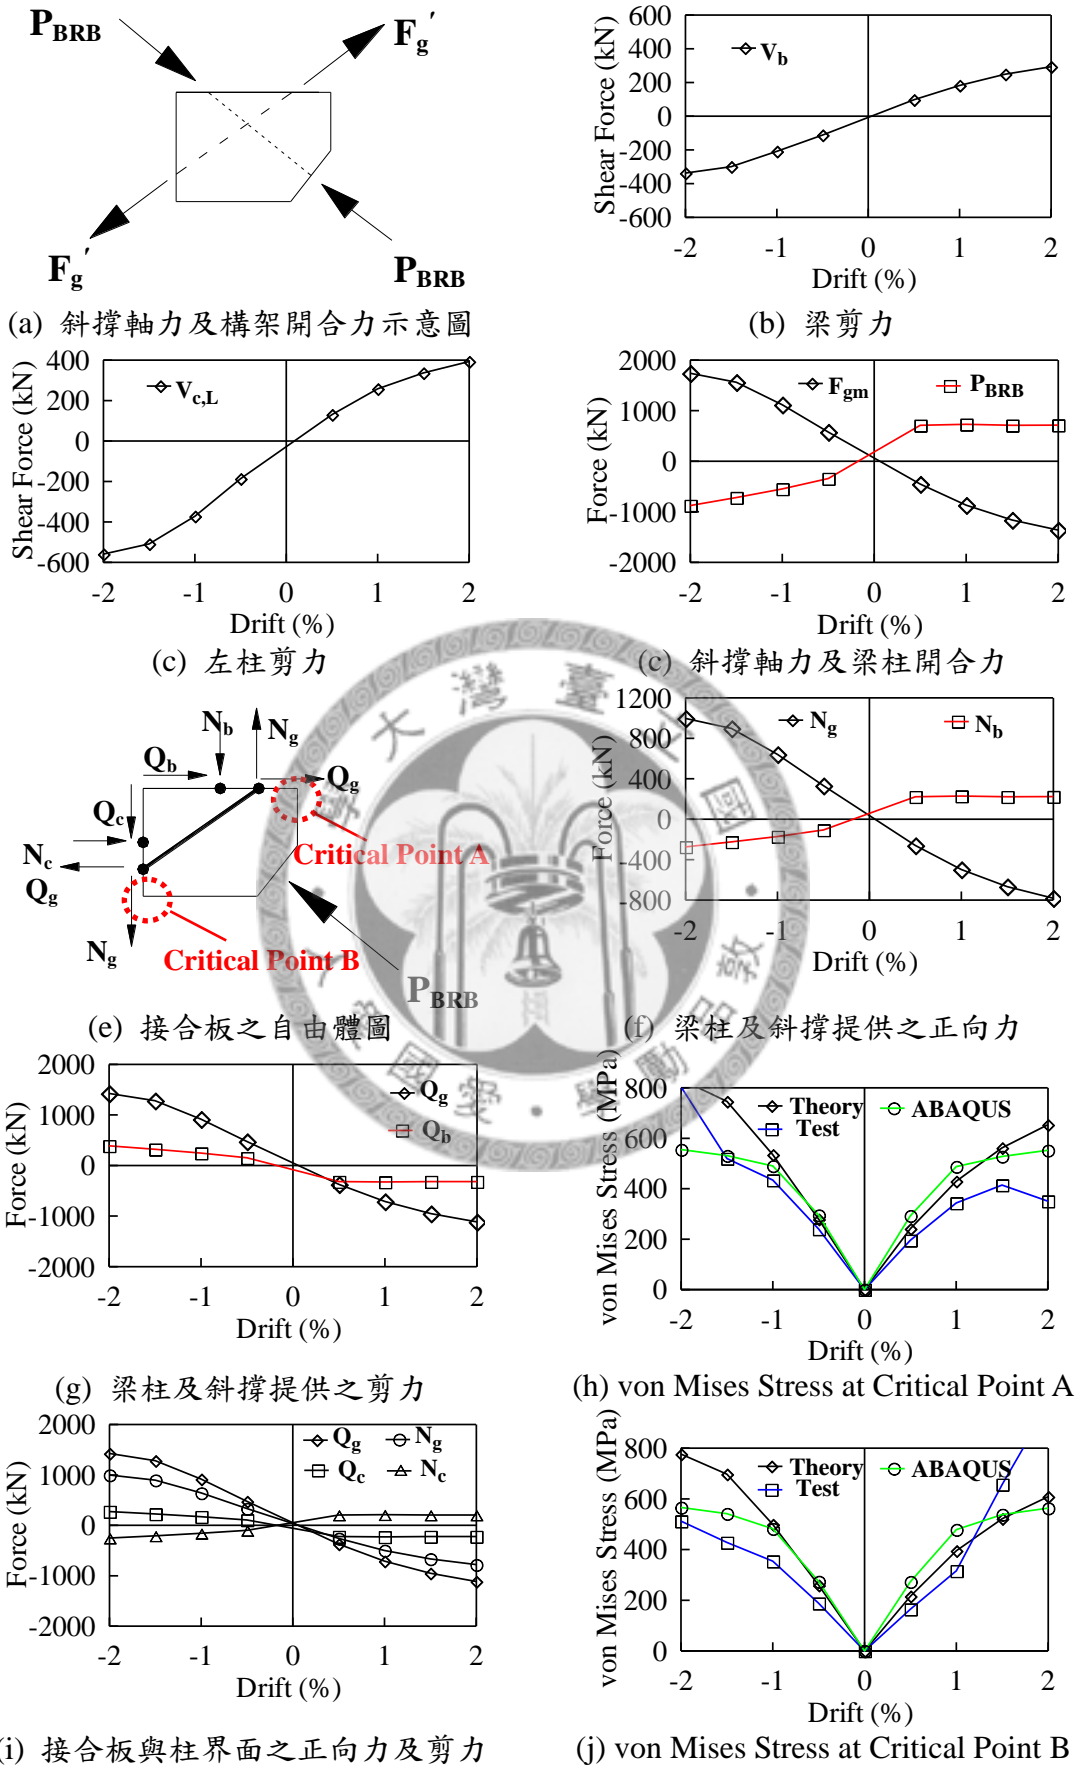 P_BRB
F_g′
F_g′
P_BRB
(a) 斜撐軸力及構架開合力示意圖
600
400
200
0
-200
-400
-600
Shear Force (kN)
V_b
-2 -1 0 1 2
Drift (%)
(b) 梁剪力
400
200
0
-200
-400
-600
Shear Force (kN)
V_c,L
-2 -1 0 1 2
Drift (%)
(c) 左柱剪力
2000
1000
0
-1000
-2000
Force (kN)
F_gm P_BRB
-2 -1 0 1 2
Drift (%)
(c) 斜撐軸力及梁柱開合力
N_b N_g
Q_b Q_g
Q_c
N_c
Q_g
N_g
Critical Point A
Critical Point B
P_BRB
(e) 接合板之自由體圖
1200
800
400
0
-400
-800
Force (kN)
N_g N_b
-2 -1 0 1 2
Drift (%)
(f) 梁柱及斜撐提供之正向力
2000
1000
0
-1000
-2000
Force (kN)
Q_g
Q_b
-2 -1 0 1 2
Drift (%)
(g) 梁柱及斜撐提供之剪力
800
600
400
200
0
von Mises Stress (MPa)
Theory ABAQUS
Test
-2 -1 0 1 2
Drift (%)
(h) von Mises Stress at Critical Point A
2000
1000
0
-1000
-2000
Force (kN)
Q_g N_g
Q_c N_c
-2 -1 0 1 2
Drift (%)
(i) 接合板與柱界面之正向力及剪力
800
600
400
200
0
von Mises Stress (MPa)
Theory ABAQUS
Test
-2 -1 0 1 2
Drift (%)
(j) von Mises Stress at Critical Point B